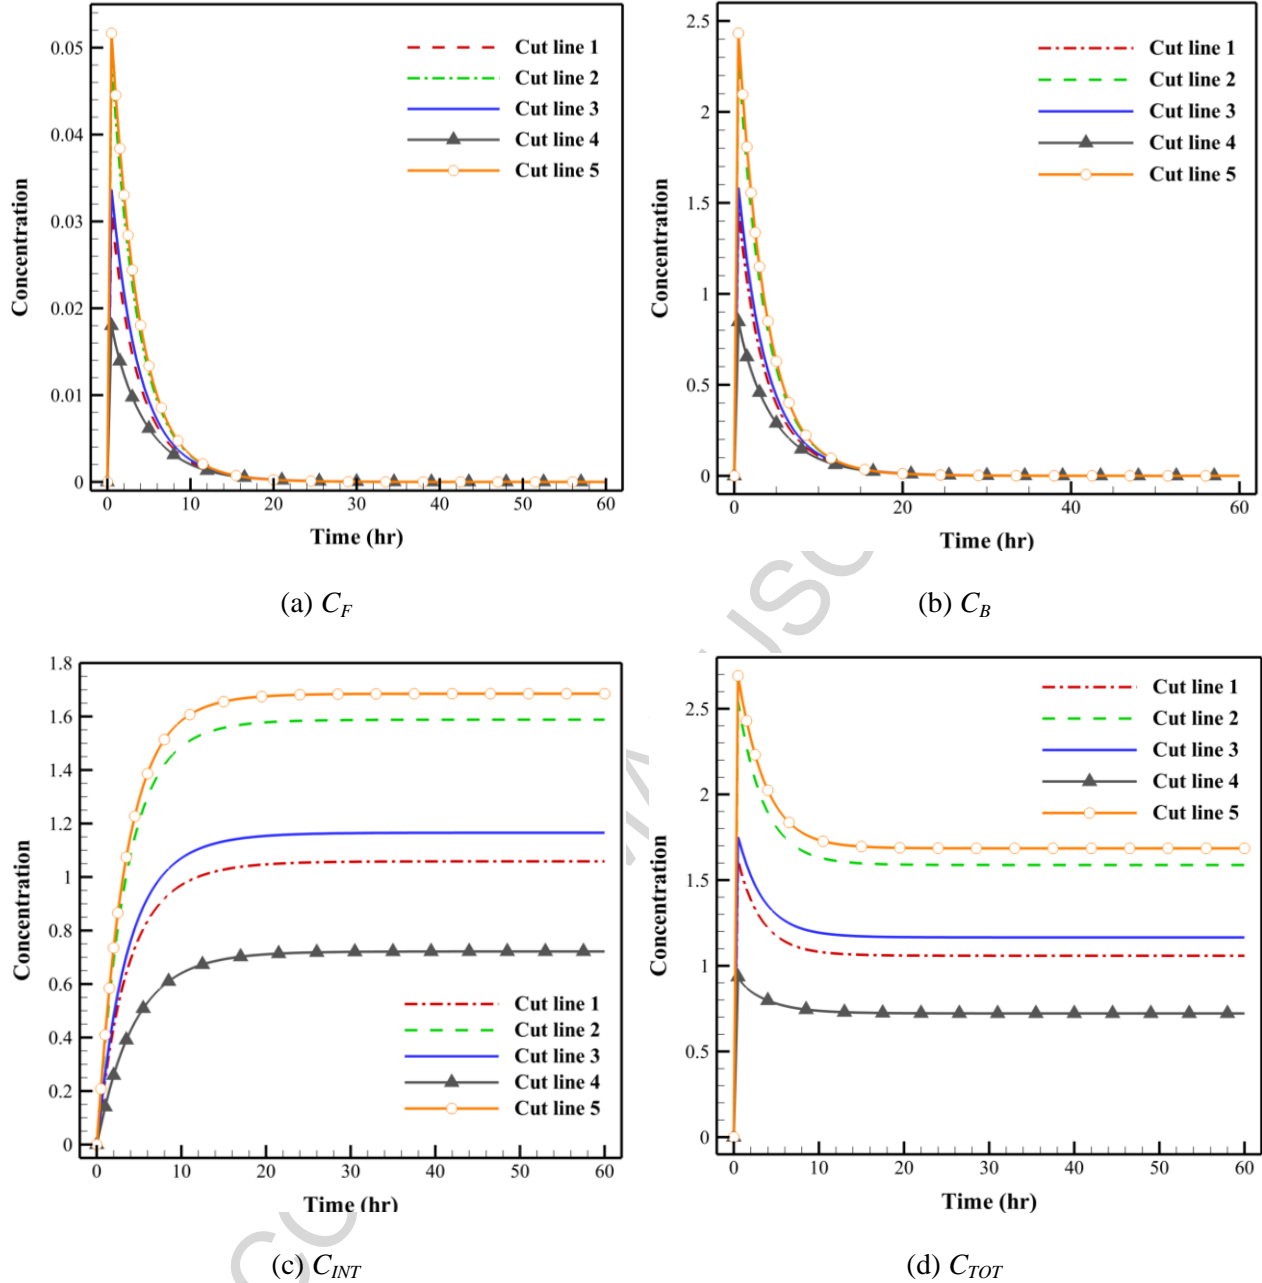 0.05
0.04
0.03
0.02
0.01
0
Concentration
Cut line 1
Cut line 2
Cut line 3
Cut line 4
Cut line 5
0 10 20 30 40 50 60
Time (hr)
(a) C_F
2.5
2
1.5
1
0.5
0
Concentration
Cut line 1
Cut line 2
Cut line 3
Cut line 4
Cut line 5
0 20 40 60
Time (hr)
(b) C_B
1.8
1.6
1.4
1.2
1
0.8
0.6
0.4
0.2
0
Concentration
Cut line 1
Cut line 2
Cut line 3
Cut line 4
Cut line 5
0 10 20 30 40 50 60
Time (hr)
(c) C_INT
2.5
2
1.5
1
0.5
0
Concentration
Cut line 1
Cut line 2
Cut line 3
Cut line 4
Cut line 5
0 10 20 30 40 50 60
Time (hr)
(d) C_TOT